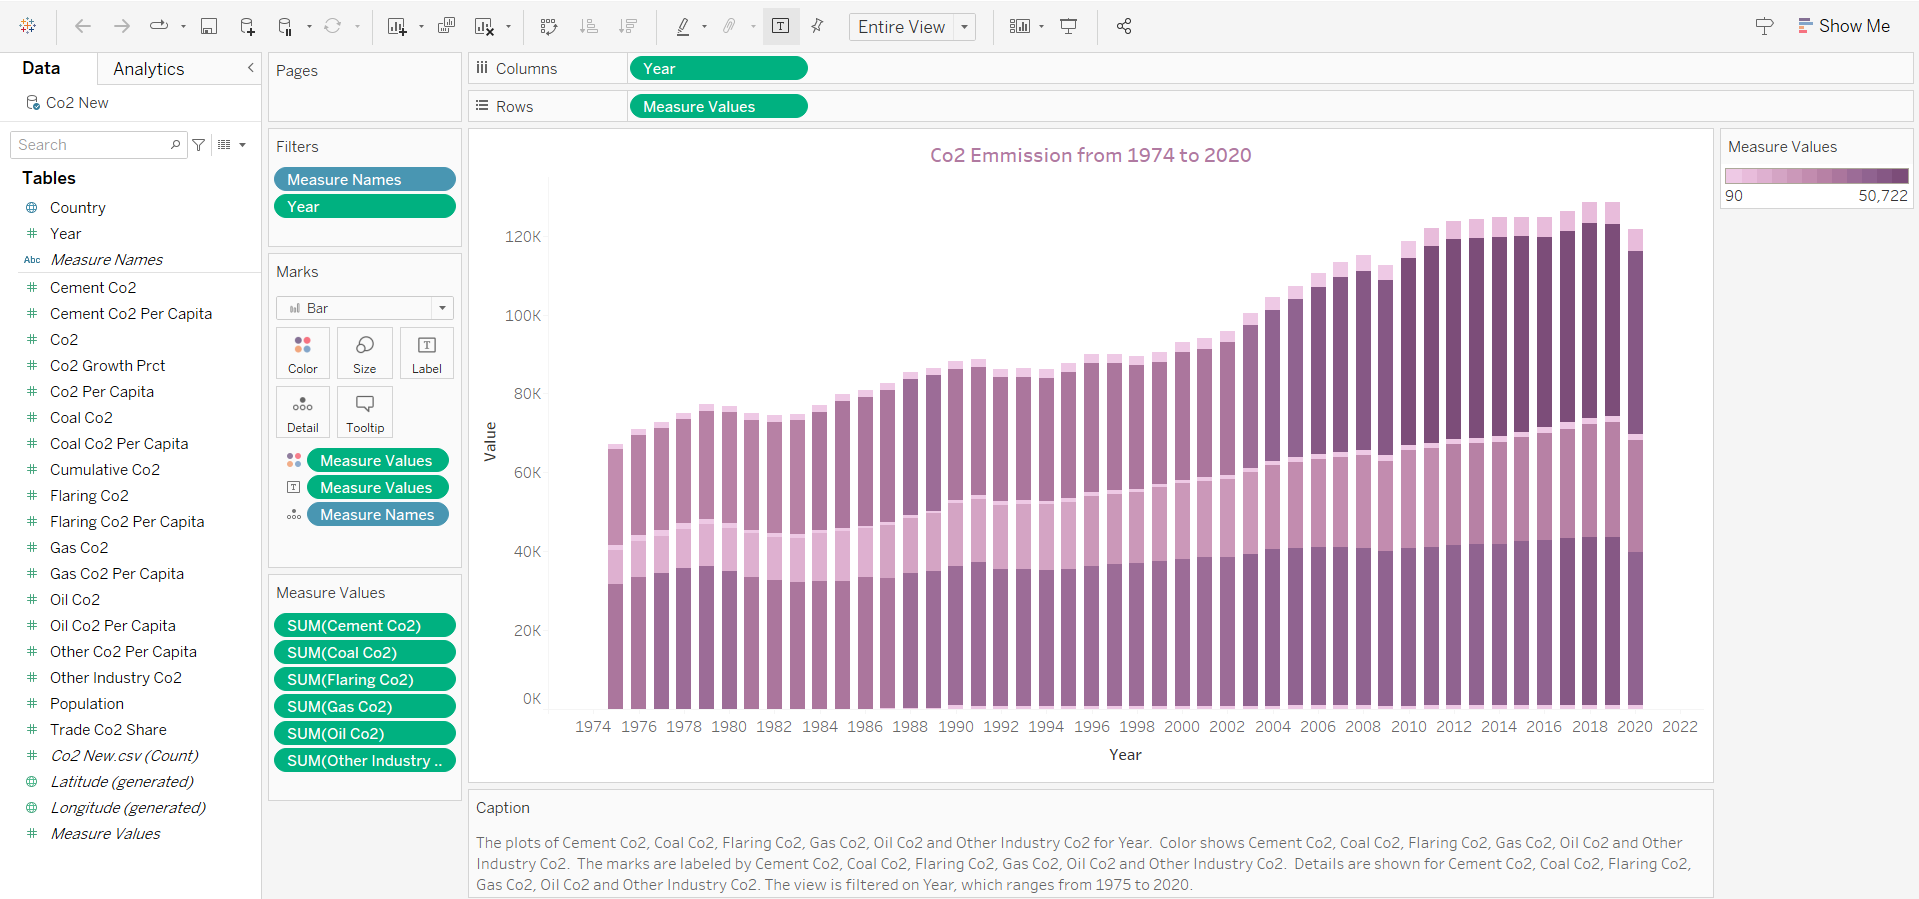 Entire View
Show Me
Data
Analytics
Co2 New
Search
Tables
Country
Year
Abc
Measure Names
Cement Co2
Cement Co2 Per Capita
Co2
Co2 Growth Prct
Co2 Per Capita
Coal Co2
Coal Co2 Per Capita
Cumulative Co2
Flaring Co2
Flaring Co2 Per Capita
Gas Co2
Gas Co2 Per Capita
Oil Co2
Oil Co2 Per Capita
Other Co2 Per Capita
Other Industry Co2
Population
Trade Co2 Share
Co2 New.csv (Count)
Latitude (generated)
Longitude (generated)
Measure Values
Pages
Filters
Measure Names
Year
Marks
Bar
Color
Size
T
Label
Detail
Tooltip
Measure Values
T
Measure Values
Measure Names
Measure Values
SUM(Cement Co2)
SUM(Coal Co2)
SUM(Flaring Co2)
SUM(Gas Co2)
SUM(Oil Co2)
SUM(Other Industry ..
T
Columns
Year
Rows
Measure Values
Co2 Emmission from 1974 to 2020
Value
120K
100K
80K
60K
40K
20K
0K
1974 1976 1978 1980 1982 1984 1986 1988 1990 1992 1994 1996 1998 2000 2002 2004 2006 2008 2010 2012 2014 2016 2018 2020 2022
Year
Measure Values
90 50,722
Caption
The plots of Cement Co2, Coal Co2, Flaring Co2, Gas Co2, Oil Co2 and Other Industry Co2 for Year.  Color shows Cement Co2, Coal Co2, Flaring Co2, Gas Co2, Oil Co2 and Other
Industry Co2.  The marks are labeled by Cement Co2, Coal Co2, Flaring Co2, Gas Co2, Oil Co2 and Other Industry Co2.  Details are shown for Cement Co2, Coal Co2, Flaring Co2,
Gas Co2, Oil Co2 and Other Industry Co2. The view is filtered on Year, which ranges from 1975 to 2020.